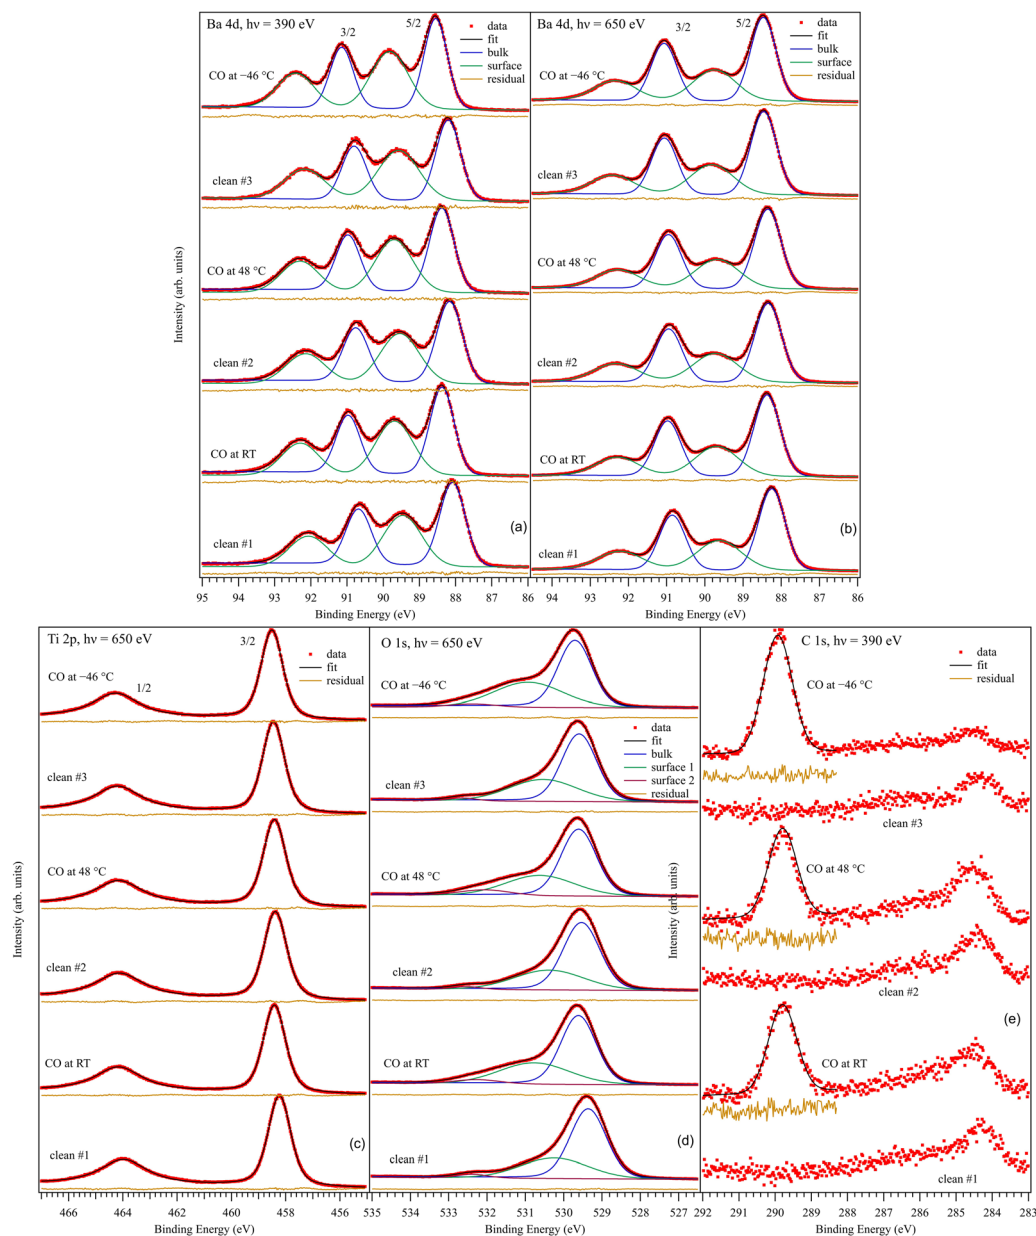 Ba 4d, hν = 390 eV
3/2
5/2
data
fit
bulk
surface
residual
CO at −46 °C
clean #3
CO at 48 °C
clean #2
CO at RT
clean #1
(a)
95 94 93 92 91 90 89 88 87 86
Binding Energy (eV)
Intensity (arb. units)
Ba 4d, hν = 650 eV
3/2
5/2
data
fit
bulk
surface
residual
CO at −46 °C
clean #3
CO at 48 °C
clean #2
CO at RT
clean #1
(b)
94 93 92 91 90 89 88 87 86
Binding Energy (eV)
Ti 2p, hν = 650 eV
3/2
1/2
data
fit
residual
CO at −46 °C
clean #3
CO at 48 °C
clean #2
CO at RT
clean #1
(c)
466 464 462 460 458 456
Binding Energy (eV)
Intensity (arb. units)
O 1s, hν = 650 eV
CO at −46 °C
data
fit
bulk
surface 1
surface 2
residual
clean #3
CO at 48 °C
clean #2
CO at RT
clean #1
(d)
535 534 533 532 531 530 529 528 527
Binding Energy (eV)
Intensity (arb. units)
C 1s, hν = 390 eV
data
fit
residual
CO at −46 °C
clean #3
CO at 48 °C
clean #2
CO at RT
clean #1
(e)
292 291 290 289 288 287 286 285 284 283
Binding Energy (eV)